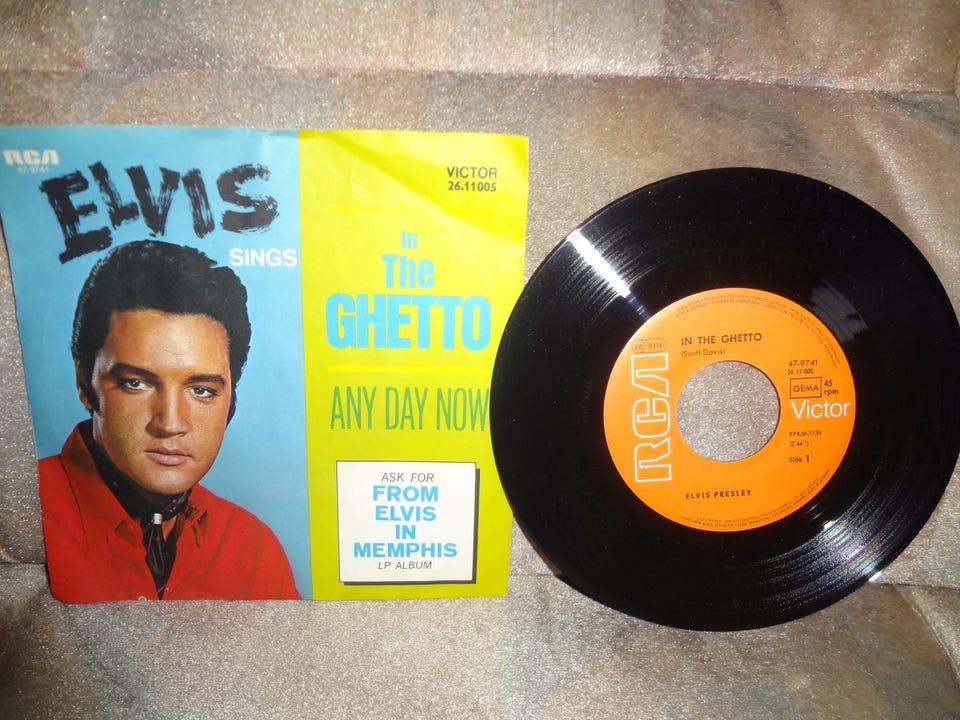 RCA
47-9741
ELVIS
SINGS
VICTOR
26.11005
In
The
GHETTO
ANY DAY NOW
ASK FOR
FROM
ELVIS
IN
MEMPHIS
LP ALBUM
LC 0316
IN THE GHETTO
(Scott Davis)
RCA
47-9741
26.11 005
GEMA
45
rpm
Victor
XPKM-1154
(2'44'')
Side 1
ELVIS PRESLEY